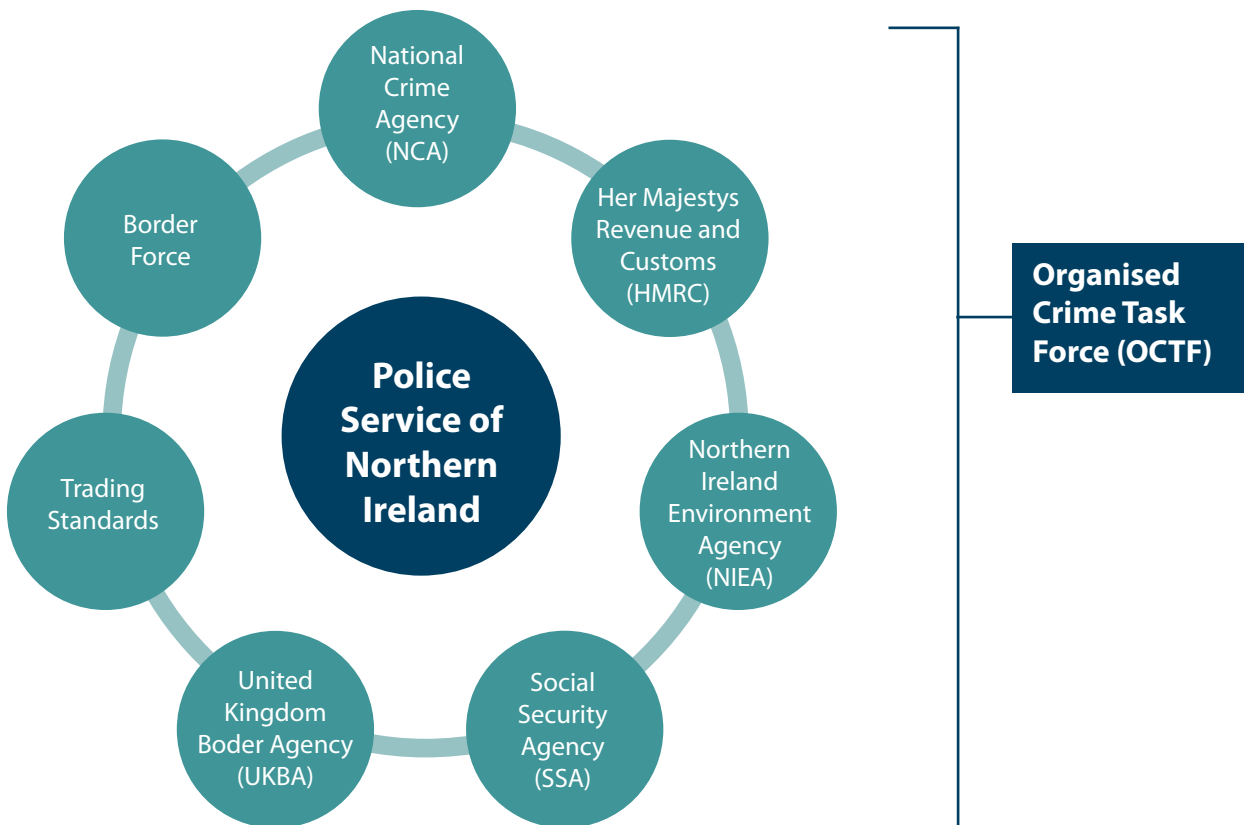 National
Crime
Agency
(NCA)
Her Majestys
Revenue and
Customs
(HMRC)
Border
Force
Organised
Crime Task
Force (OCTF)
Police
Service of
Northern
Ireland
Northern
Ireland
Environment
Agency
(NIEA)
Trading
Standards
United
Kingdom
Boder Agency
(UKBA)
Social
Security
Agency
(SSA)